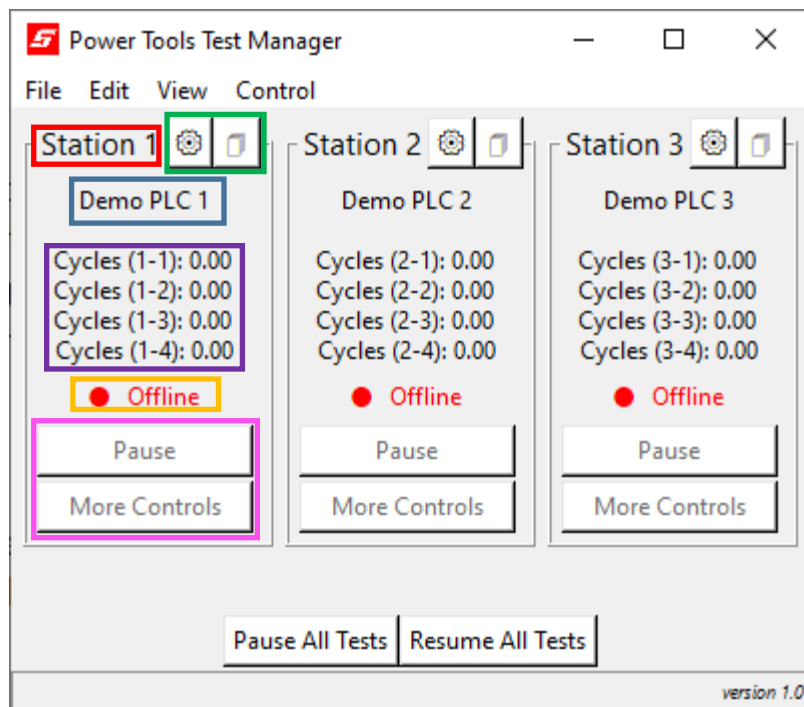 Power Tools Test Manager
File Edit View Control
Station 1 Station 2 Station 3
Demo PLC 1 Demo PLC 2 Demo PLC 3
Cycles (1-1): 0.00 Cycles (2-1): 0.00 Cycles (3-1): 0.00
Cycles (1-2): 0.00 Cycles (2-2): 0.00 Cycles (3-2): 0.00
Cycles (1-3): 0.00 Cycles (2-3): 0.00 Cycles (3-3): 0.00
Cycles (1-4): 0.00 Cycles (2-4): 0.00 Cycles (3-4): 0.00
Offline Offline Offline
Pause Pause Pause
More Controls More Controls More Controls
Pause All Tests Resume All Tests
version 1.0